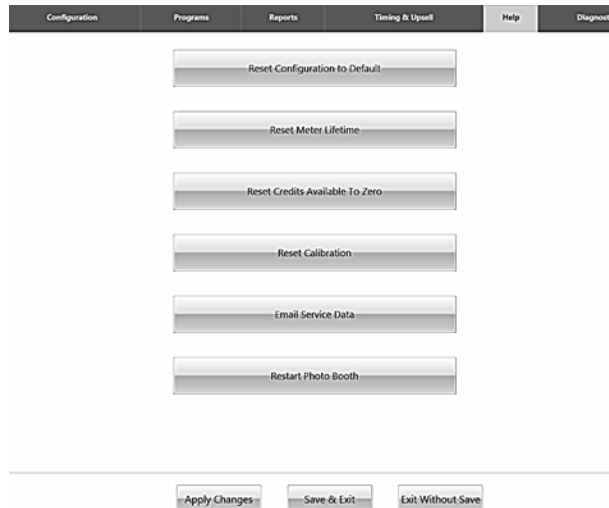 Configuration Programs Reports Timing & Upsell Help Diagnost
Reset Configuration to Default
Reset Meter Lifetime
Reset Credits Available To Zero
Reset Calibration
Email Service Data
Restart Photo Booth
Apply Changes Save & Exit Exit Without Save